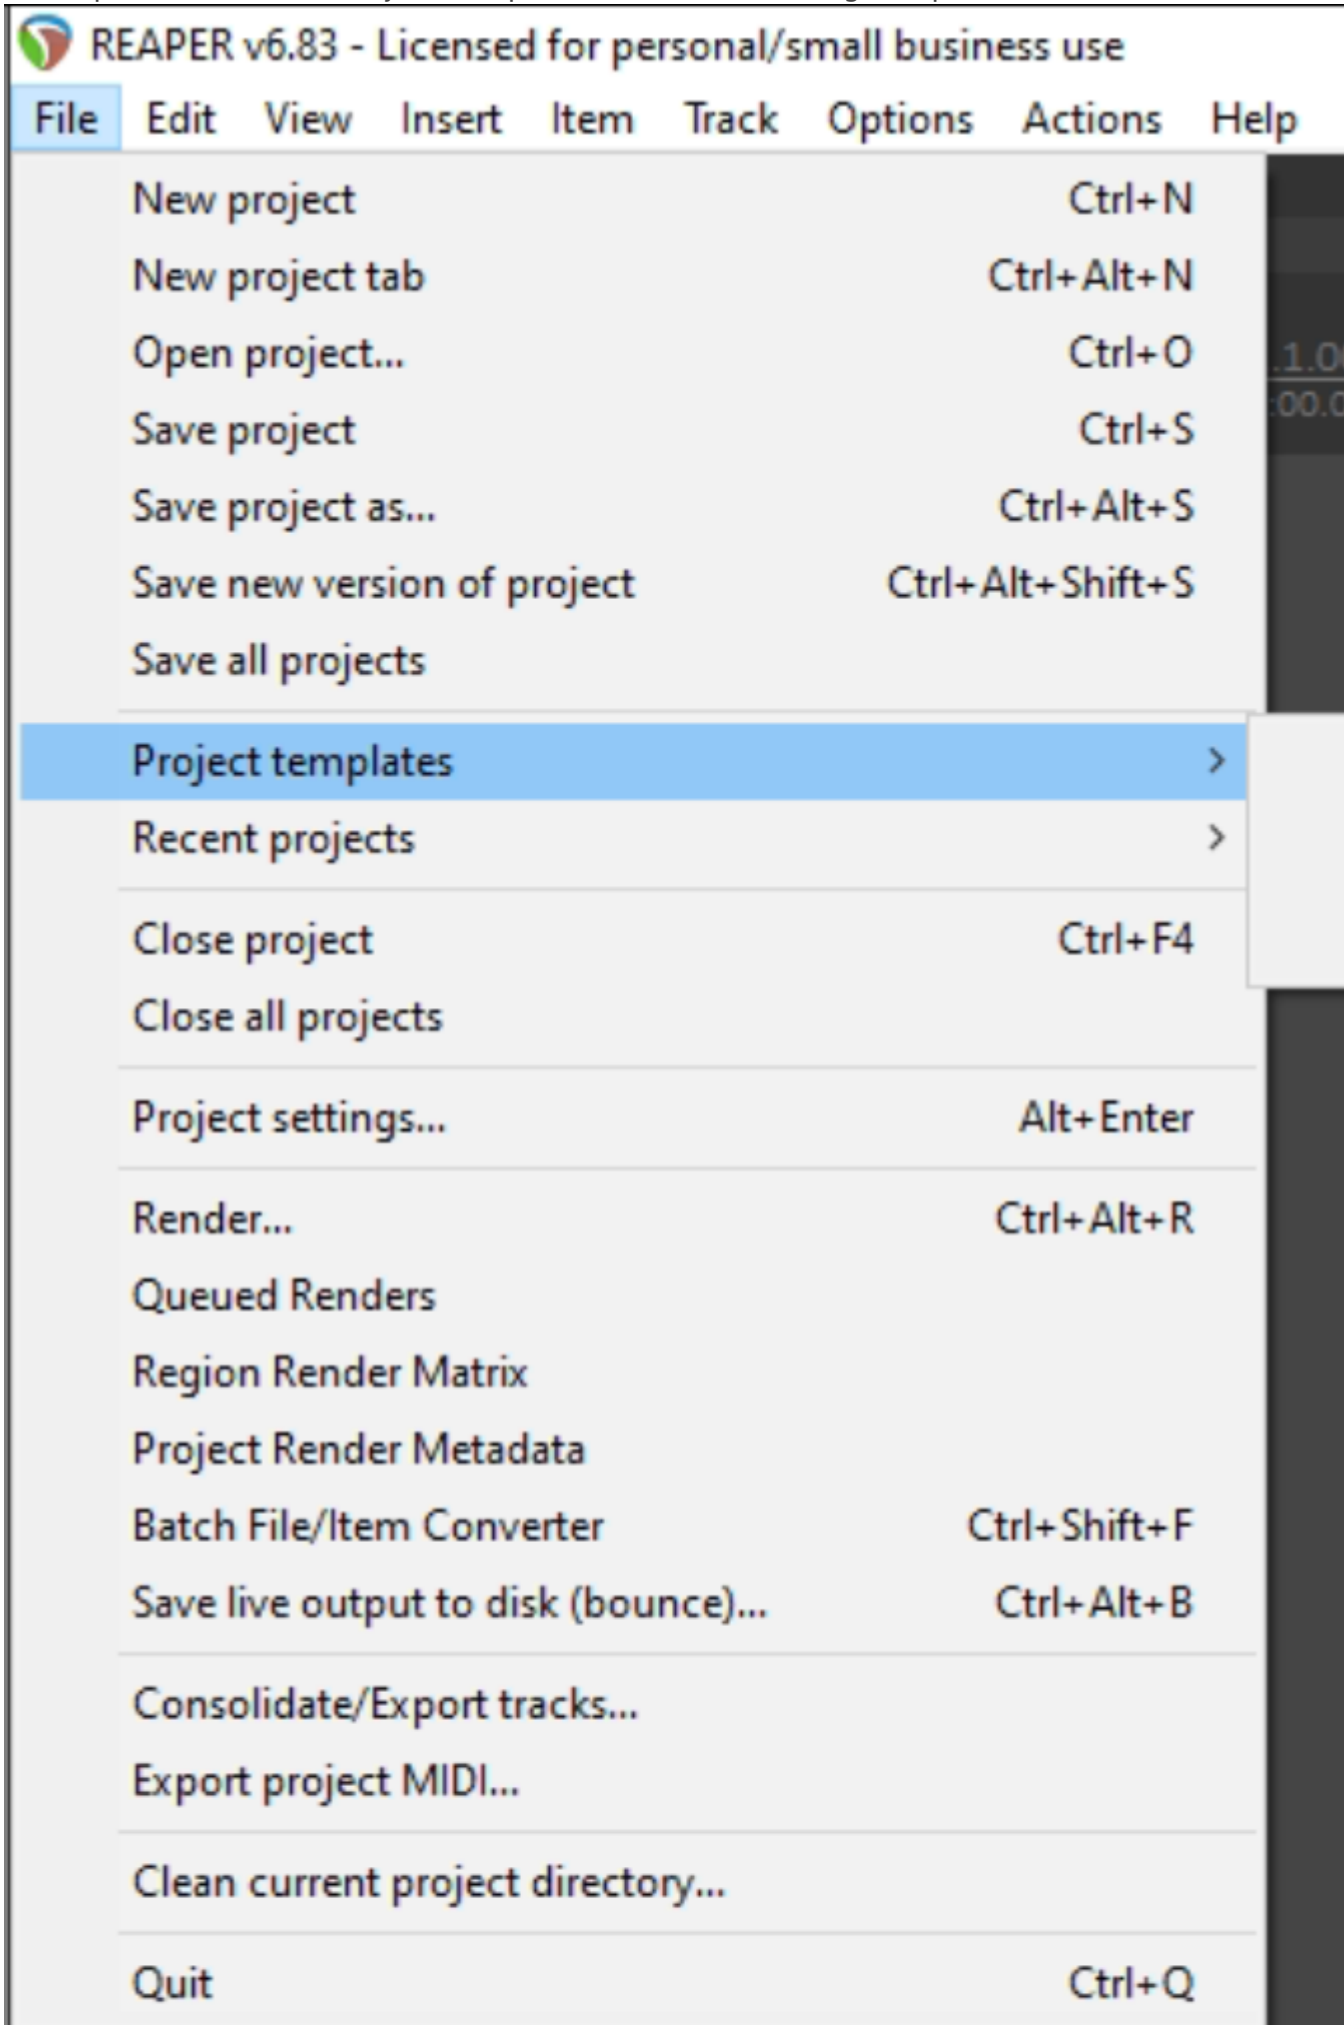 REAPER v6.83 - Licensed for personal/small business use
File Edit View Insert Item Track Options Actions Help
New project Ctrl+N
New project tab Ctrl+Alt+N
Open project... Ctrl+O
.1.0
Save project Ctrl+S
:00.0
Save project as... Ctrl+Alt+S
Save new version of project Ctrl+Alt+Shift+S
Save all projects
Project templates >
Recent projects >
Close project Ctrl+F4
Close all projects
Project settings... Alt+Enter
Render... Ctrl+Alt+R
Queued Renders
Region Render Matrix
Project Render Metadata
Batch File/Item Converter Ctrl+Shift+F
Save live output to disk (bounce)... Ctrl+Alt+B
Consolidate/Export tracks...
Export project MIDI...
Clean current project directory...
Quit Ctrl+Q